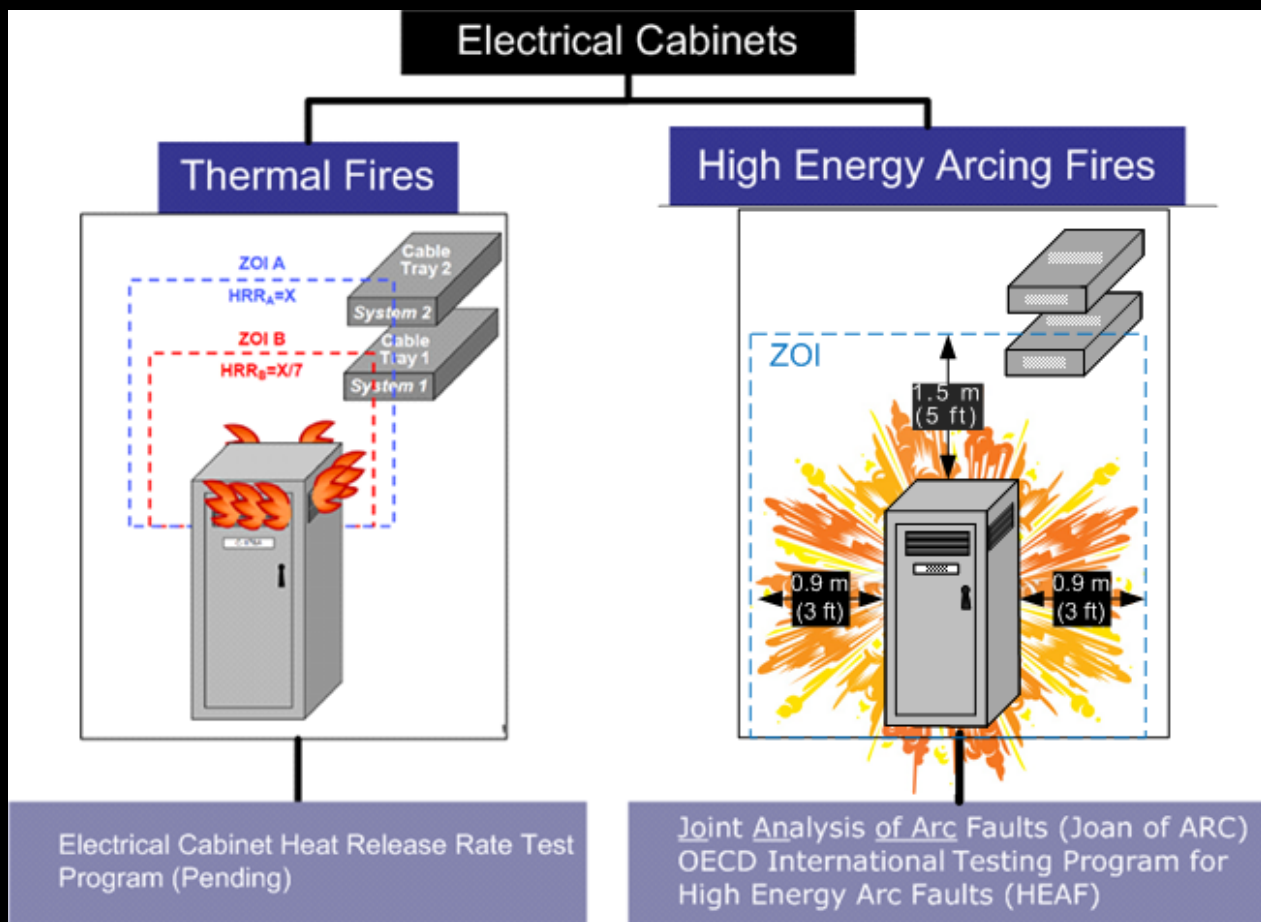 Electrical Cabinets
Thermal Fires
High Energy Arcing Fires
ZOI A
HRR_A=X
ZOI B
HRR_B=X/7
Cable
Tray 2
System 2
Cable
Tray 1
System 1
ZOI
1.5 m
(5 ft)
0.9 m
(3 ft)
0.9 m
(3 ft)
Electrical Cabinet Heat Release Rate Test
Program (Pending)
Joint Analysis of Arc Faults (Joan of ARC)
OECD International Testing Program for
High Energy Arc Faults (HEAF)